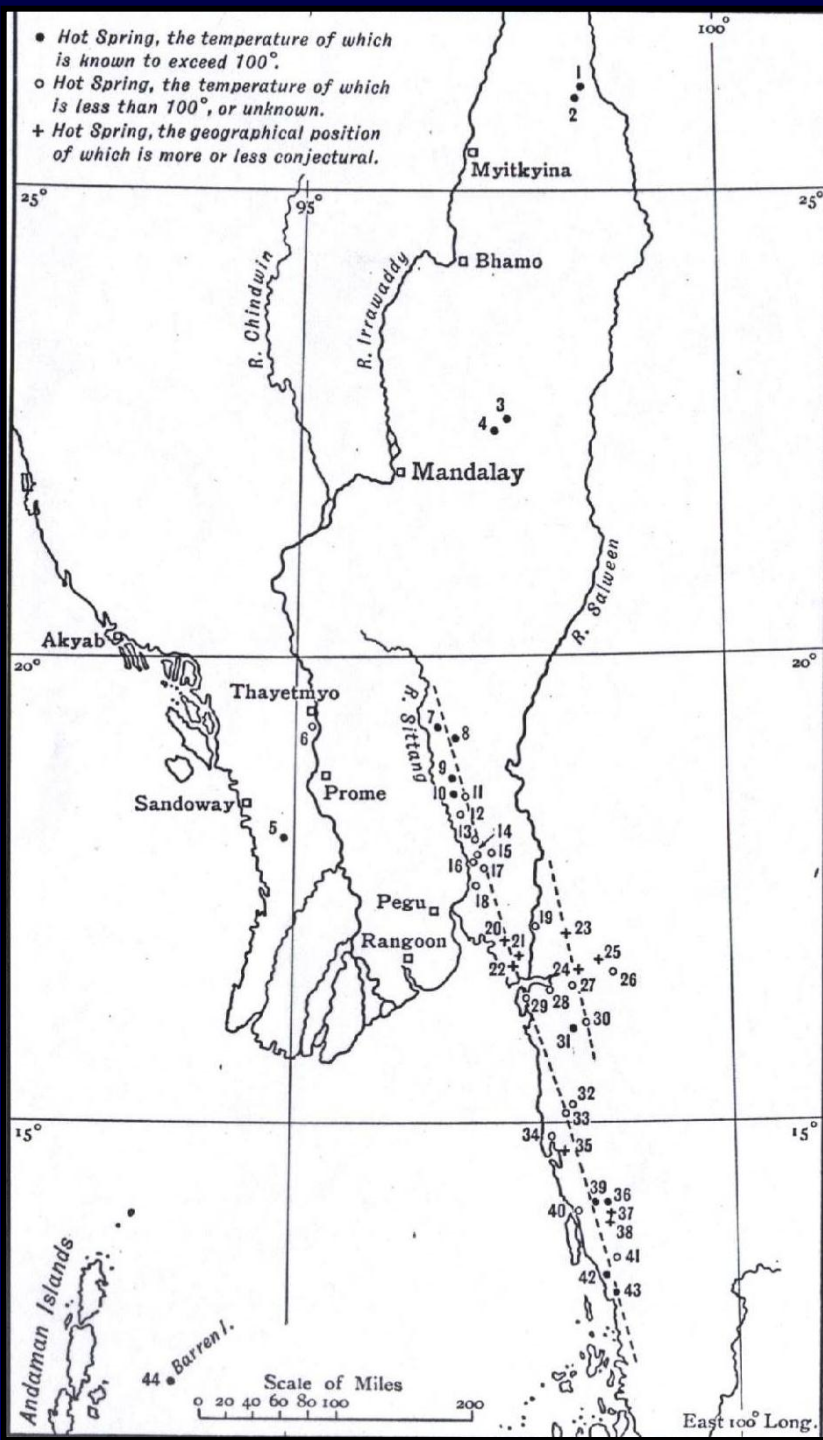 ● Hot Spring, the temperature of which
is known to exceed 100°.
○ Hot Spring, the temperature of which
is less than 100°, or unknown.
+ Hot Spring, the geographical position
of which is more or less conjectural.
100°
1
2
Myitkyina
25°
95°
25°
R. Chindwin
R. Irrawaddy
Bhamo
3
4
Mandalay
R. Salween
Akyab
20°
20°
Thayetmyo
6
R. Sittang
7
8
9
Prome
10
11
Sandoway
12
5
13
14
15
16
17
18
Pegu
19
20
23
21
Rangoon
22
24
25
26
27
28
29
30
31
32
33
15°
34
15°
35
39
36
37
40
38
41
42
43
Andaman Islands
44
Barren I.
Scale of Miles
0 20 40 60 80 100
200
East 100° Long.